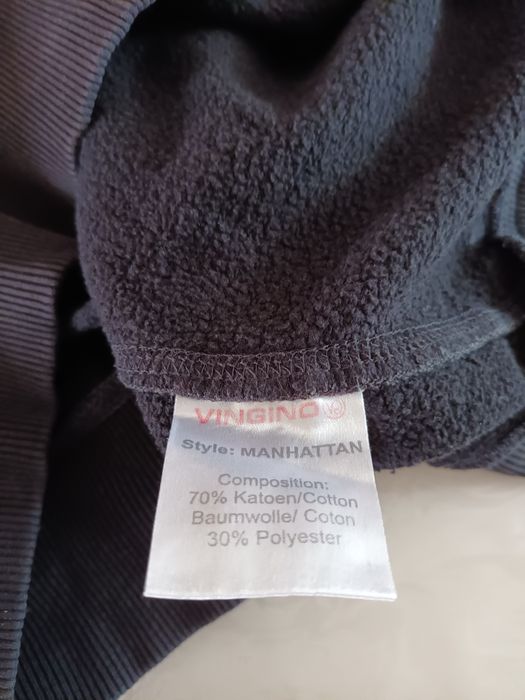 VINGINO
Style: MANHATTAN
Composition:
70% Katoen/Cotton
Baumwolle/ Coton
30% Polyester